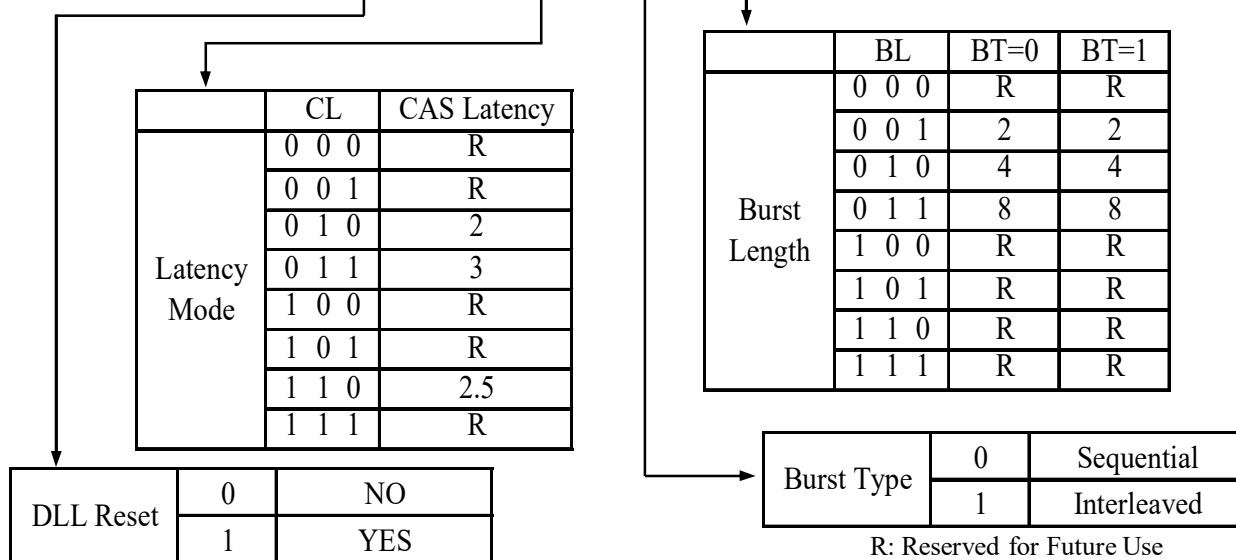 CL CAS Latency
Latency Mode
0 0 0 R
0 0 1 R
0 1 0 2
0 1 1 3
1 0 0 R
1 0 1 R
1 1 0 2.5
1 1 1 R
DLL Reset
0 NO
1 YES
BL BT=0 BT=1
Burst Length
0 0 0 R R
0 0 1 2 2
0 1 0 4 4
0 1 1 8 8
1 0 0 R R
1 0 1 R R
1 1 0 R R
1 1 1 R R
Burst Type
0 Sequential
1 Interleaved
R: Reserved for Future Use